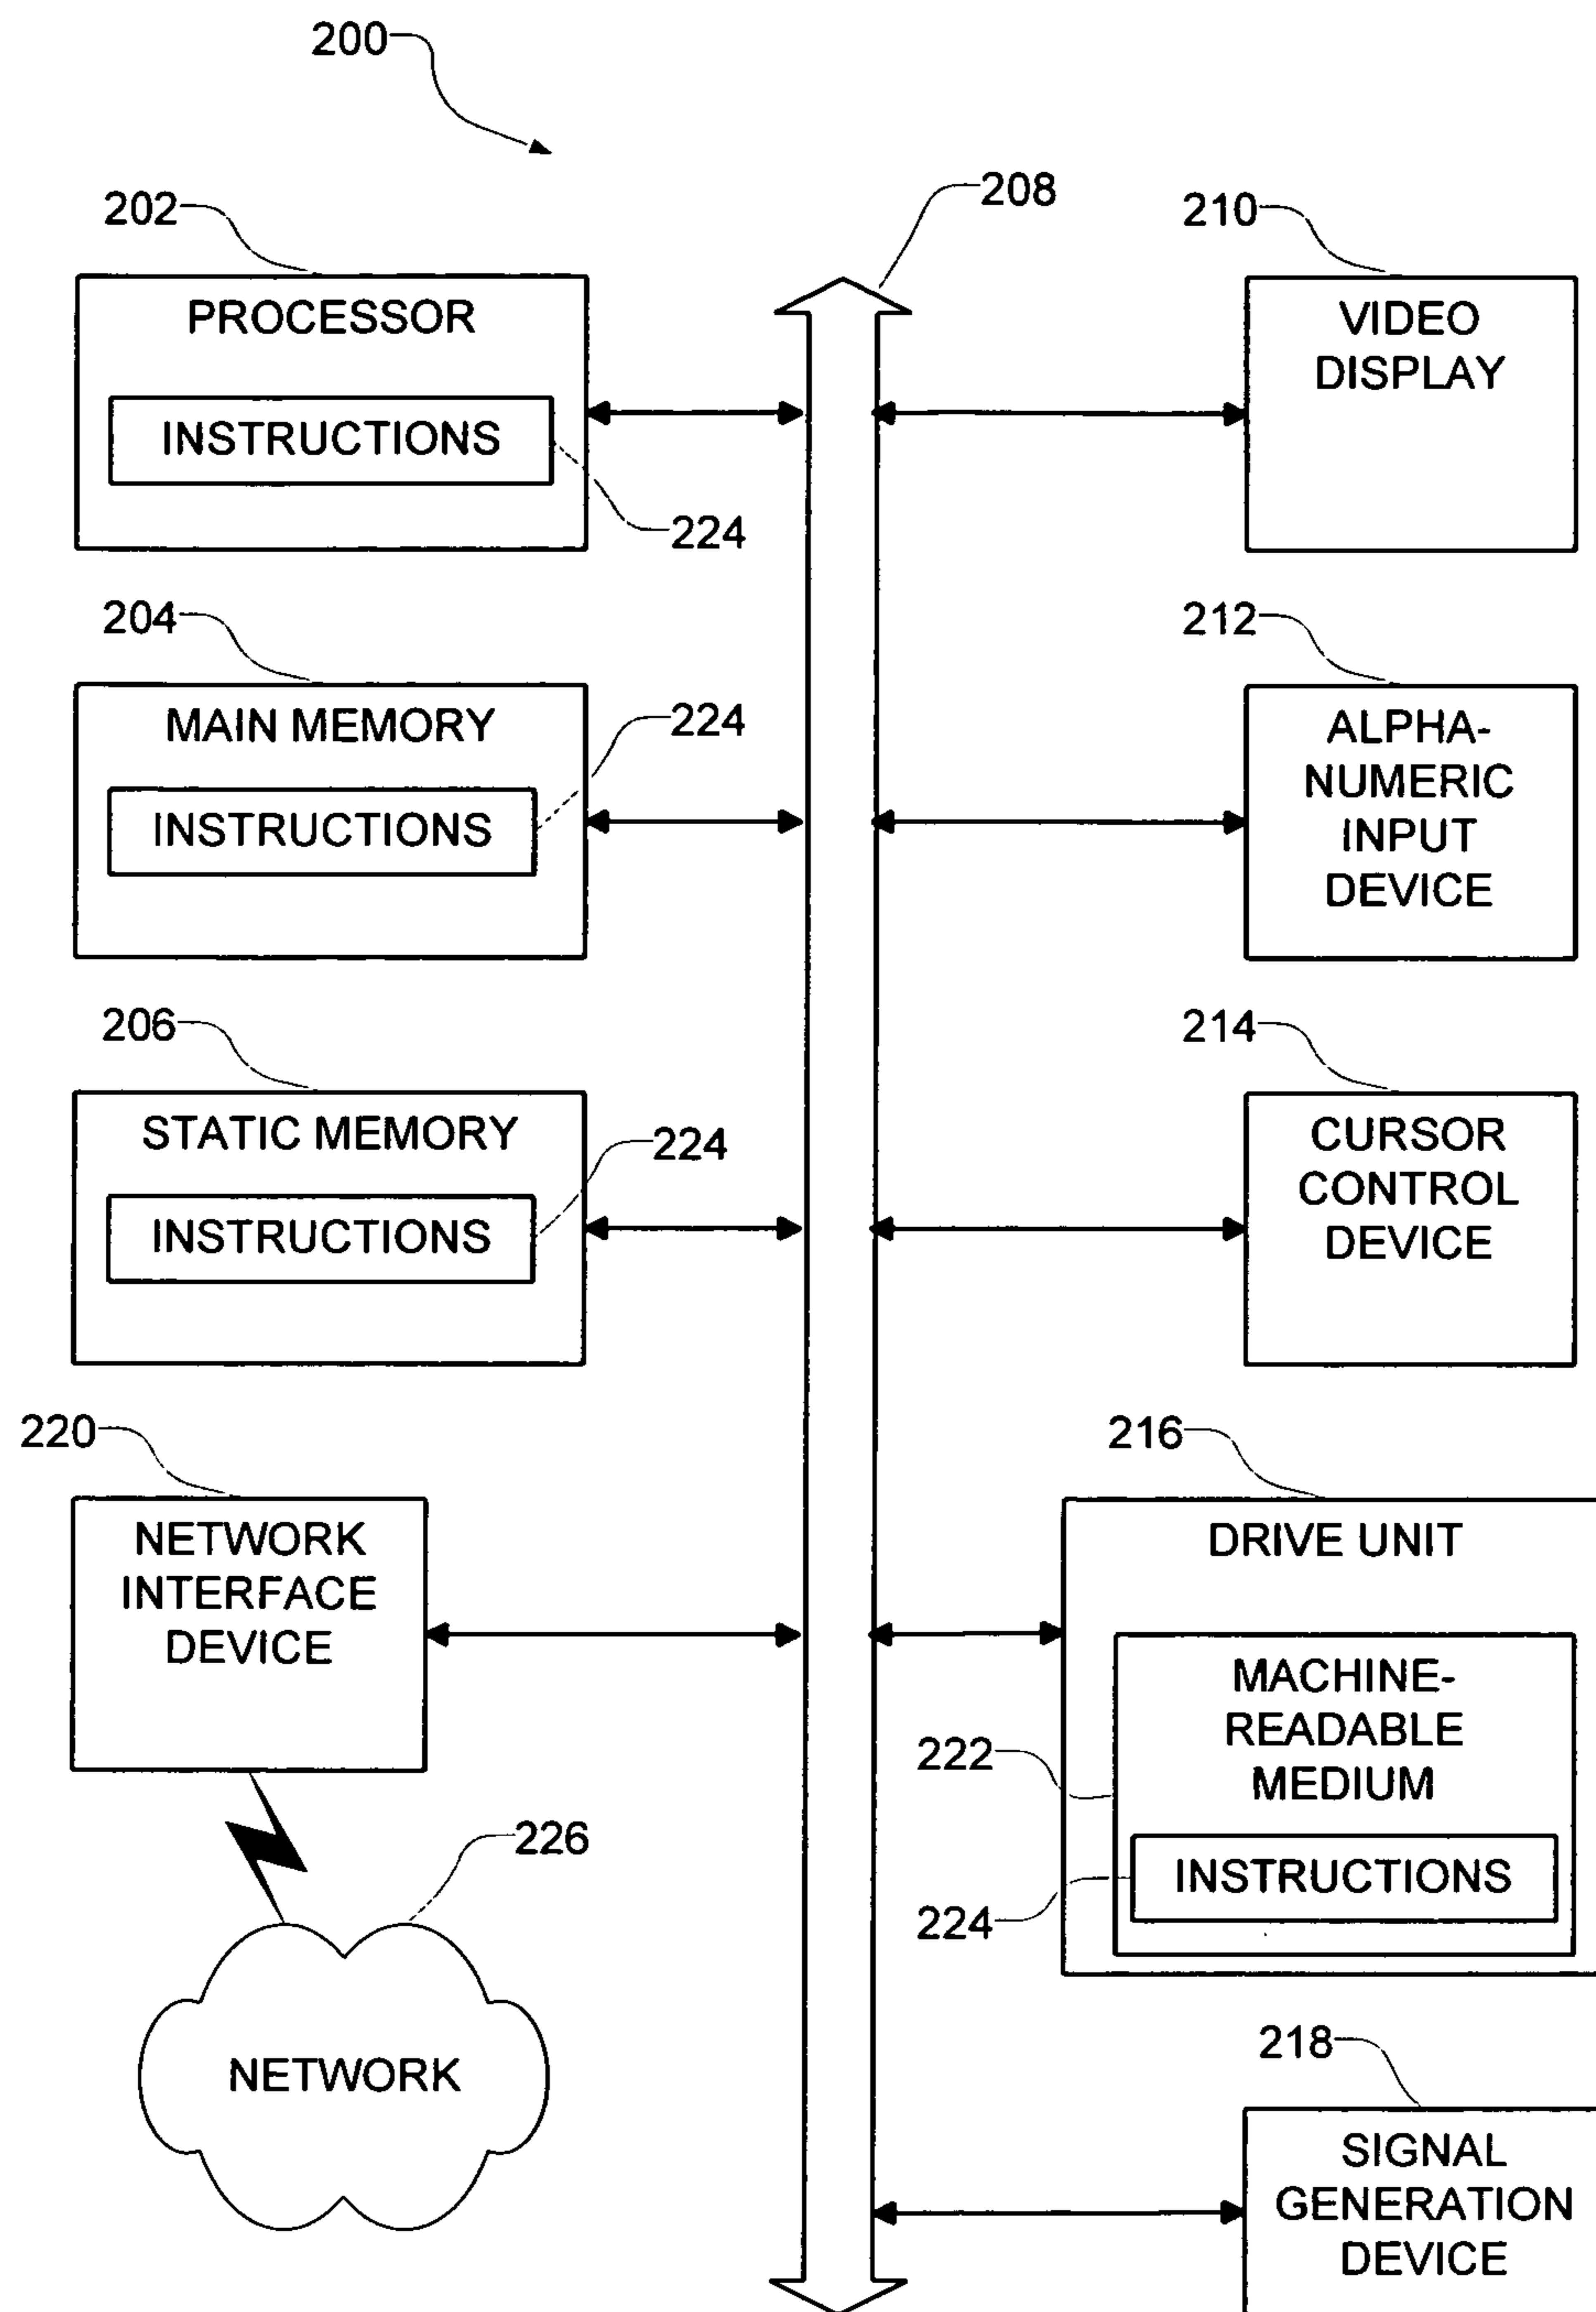 200
202
PROCESSOR
INSTRUCTIONS
224
208
210
VIDEO
DISPLAY
204
MAIN MEMORY
224
INSTRUCTIONS
212
ALPHA-
NUMERIC
INPUT
DEVICE
206
STATIC MEMORY
224
INSTRUCTIONS
214
CURSOR
CONTROL
DEVICE
220
NETWORK
INTERFACE
DEVICE
216
DRIVE UNIT
MACHINE-
READABLE
MEDIUM
222
INSTRUCTIONS
224
226
NETWORK
218
SIGNAL
GENERATION
DEVICE